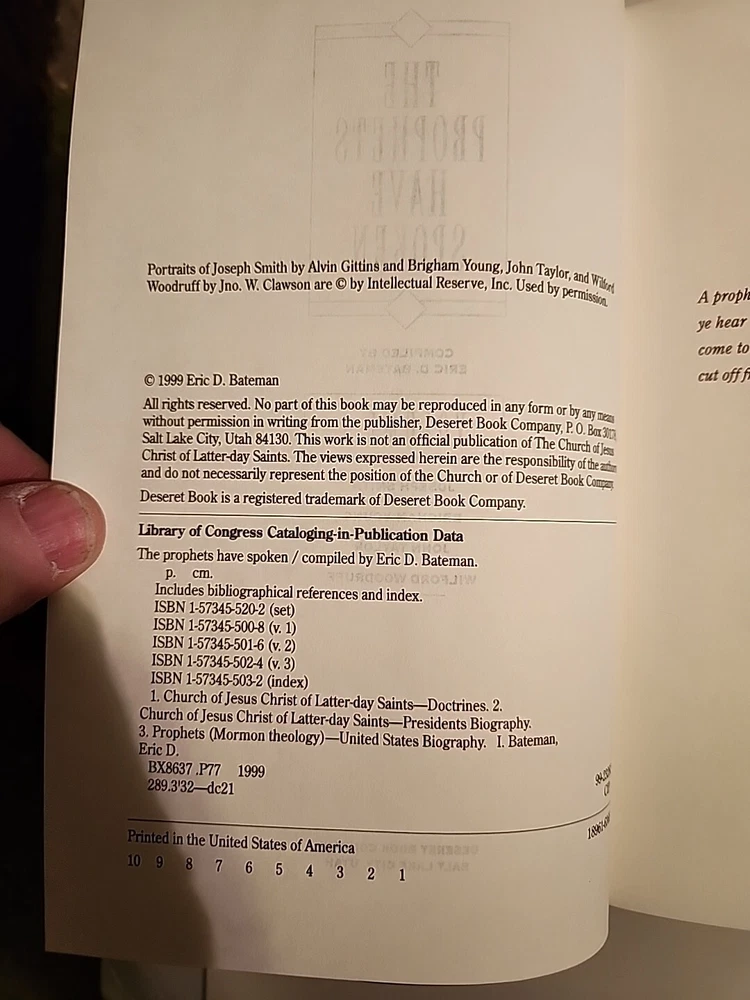 THE
PROPHETS
HAVE
SPOKEN
Portraits of Joseph Smith by Alvin Gittins and Brigham Young, John Taylor, and Wilford
Woodruff by Jno. W. Clawson are © by Intellectual Reserve, Inc. Used by permission.
COMPILED BY
ERIC D. BATEMAN
© 1999 Eric D. Bateman
All rights reserved. No part of this book may be reproduced in any form or by any means
without permission in writing from the publisher, Deseret Book Company, P. O. Box
Salt Lake City, Utah 84130. This work is not an official publication of The Church of Jesus
Christ of Latter-day Saints. The views expressed herein are the responsibility of the author
and do not necessarily represent the position of the Church or of Deseret Book Company.
Deseret Book is a registered trademark of Deseret Book Company.
Library of Congress Cataloging-in-Publication Data
The prophets have spoken / compiled by Eric D. Bateman.
p. cm.
Includes bibliographical references and index.
ISBN 1-57345-520-2 (set)
ISBN 1-57345-500-8 (v. 1)
ISBN 1-57345-501-6 (v. 2)
ISBN 1-57345-502-4 (v. 3)
ISBN 1-57345-503-2 (index)
1. Church of Jesus Christ of Latter-day Saints—Doctrines. 2.
Church of Jesus Christ of Latter-day Saints—Presidents Biography.
3. Prophets (Mormon theology)—United States Biography. I. Bateman,
Eric D.
BX8637 .P77 1999
289.3'32—dc21
Printed in the United States of America
10 9 8 7 6 5 4 3 2 1
A proph
ye hear
come to
cut off fi